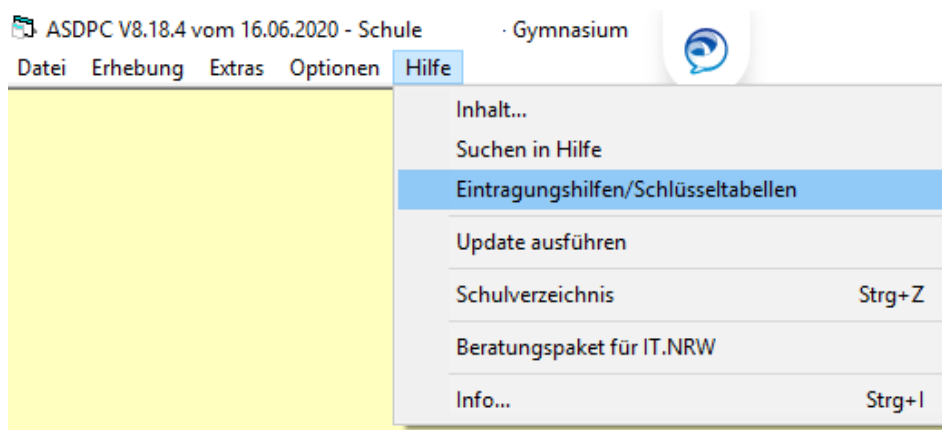 ASDPC V8.18.4 vom 16.06.2020 - Schule · Gymnasium
Datei Erhebung Extras Optionen Hilfe
Inhalt...
Suchen in Hilfe
Eintragungshilfen/Schlüsseltabellen
Update ausführen
Schulverzeichnis Strg+Z
Beratungspaket für IT.NRW
Info... Strg+I